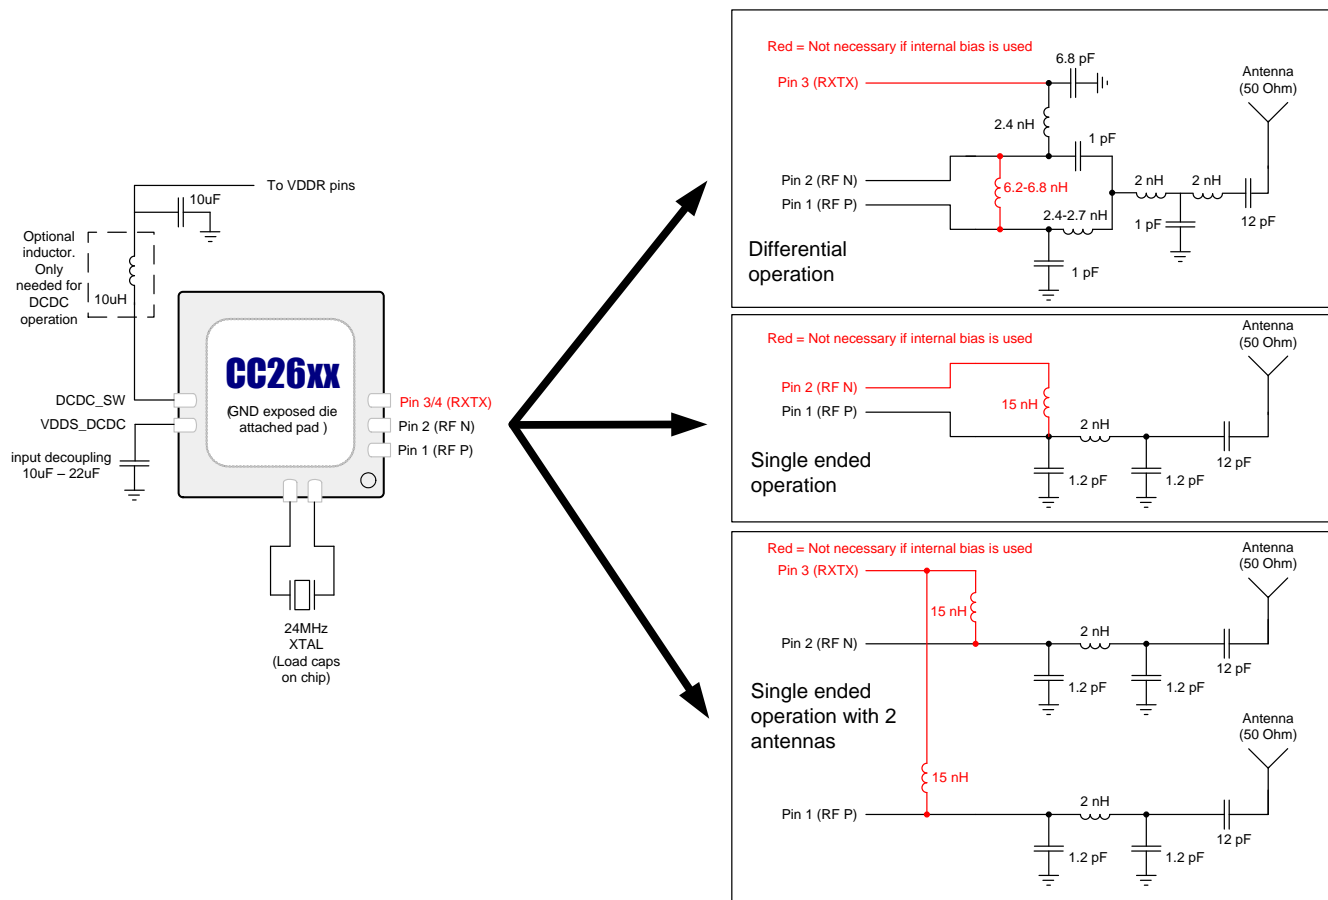 To VDDR pins
10uF
Optional
inductor.
Only
needed for
DCDC
operation
10uH
CC26xx
(GND exposed die
attached pad )
DCDC_SW
VDDS_DCDC
input decoupling
10uF – 22uF
Pin 3/4 (RXTX)
Pin 2 (RF N)
Pin 1 (RF P)
24MHz
XTAL
(Load caps
on chip)
Red = Not necessary if internal bias is used
Pin 3 (RXTX)
6.8 pF
Antenna
(50 Ohm)
2.4 nH
1 pF
Pin 2 (RF N)
6.2-6.8 nH
2 nH
2 nH
Pin 1 (RF P)
2.4-2.7 nH
1 pF
12 pF
Differential
operation
1 pF
Red = Not necessary if internal bias is used
Antenna
(50 Ohm)
Pin 2 (RF N)
15 nH
Pin 1 (RF P)
2 nH
12 pF
Single ended
operation
1.2 pF
1.2 pF
Red = Not necessary if internal bias is used
Antenna
(50 Ohm)
Pin 3 (RXTX)
15 nH
Pin 2 (RF N)
2 nH
12 pF
1.2 pF
1.2 pF
Single ended
operation with 2
antennas
Antenna
(50 Ohm)
15 nH
Pin 1 (RF P)
2 nH
12 pF
1.2 pF
1.2 pF